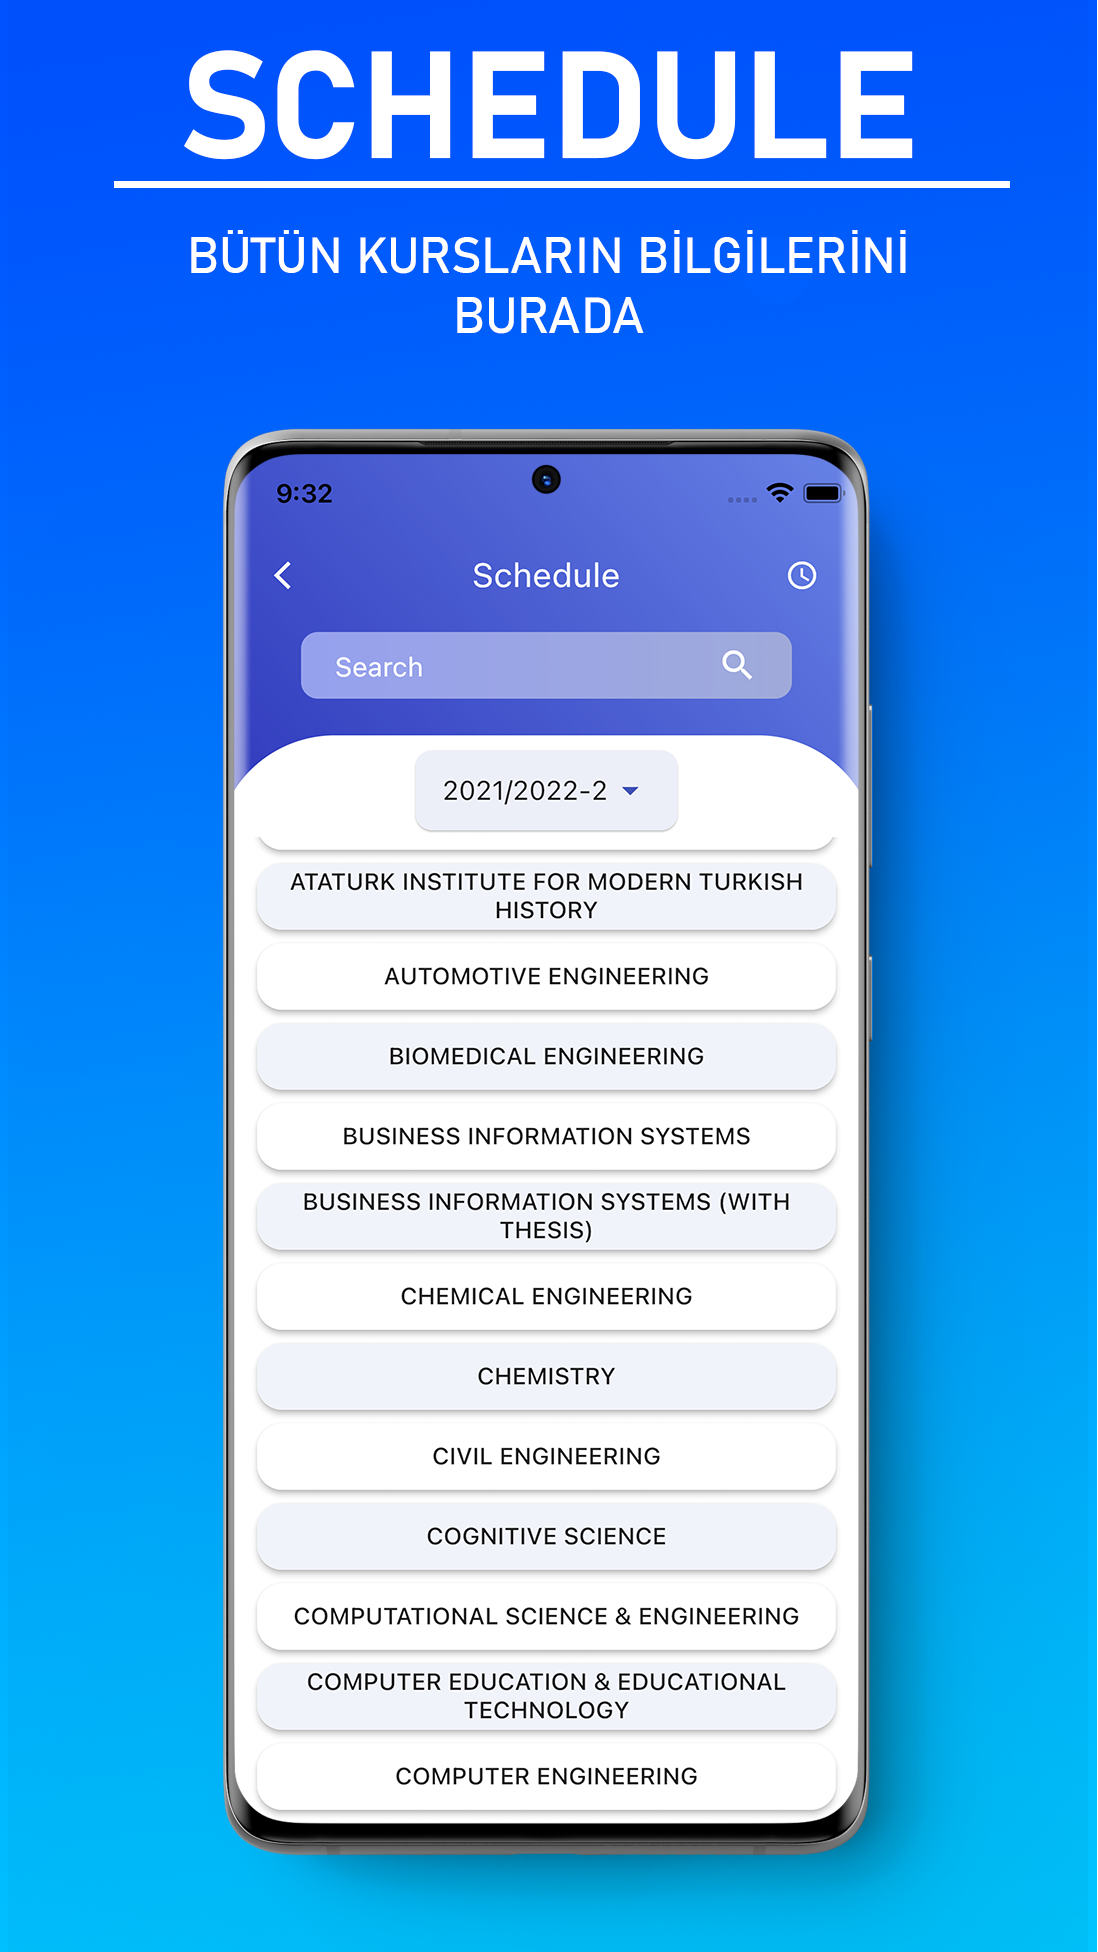 SCHEDULE
BÜTÜN KURSLARIN BİLGİLERİNİ
BURADA
9:32
Schedule
Search
2021/2022-2
ATATURK INSTITUTE FOR MODERN TURKISH
HISTORY
AUTOMOTIVE ENGINEERING
BIOMEDICAL ENGINEERING
BUSINESS INFORMATION SYSTEMS
BUSINESS INFORMATION SYSTEMS (WITH
THESIS)
CHEMICAL ENGINEERING
CHEMISTRY
CIVIL ENGINEERING
COGNITIVE SCIENCE
COMPUTATIONAL SCIENCE & ENGINEERING
COMPUTER EDUCATION & EDUCATIONAL
TECHNOLOGY
COMPUTER ENGINEERING